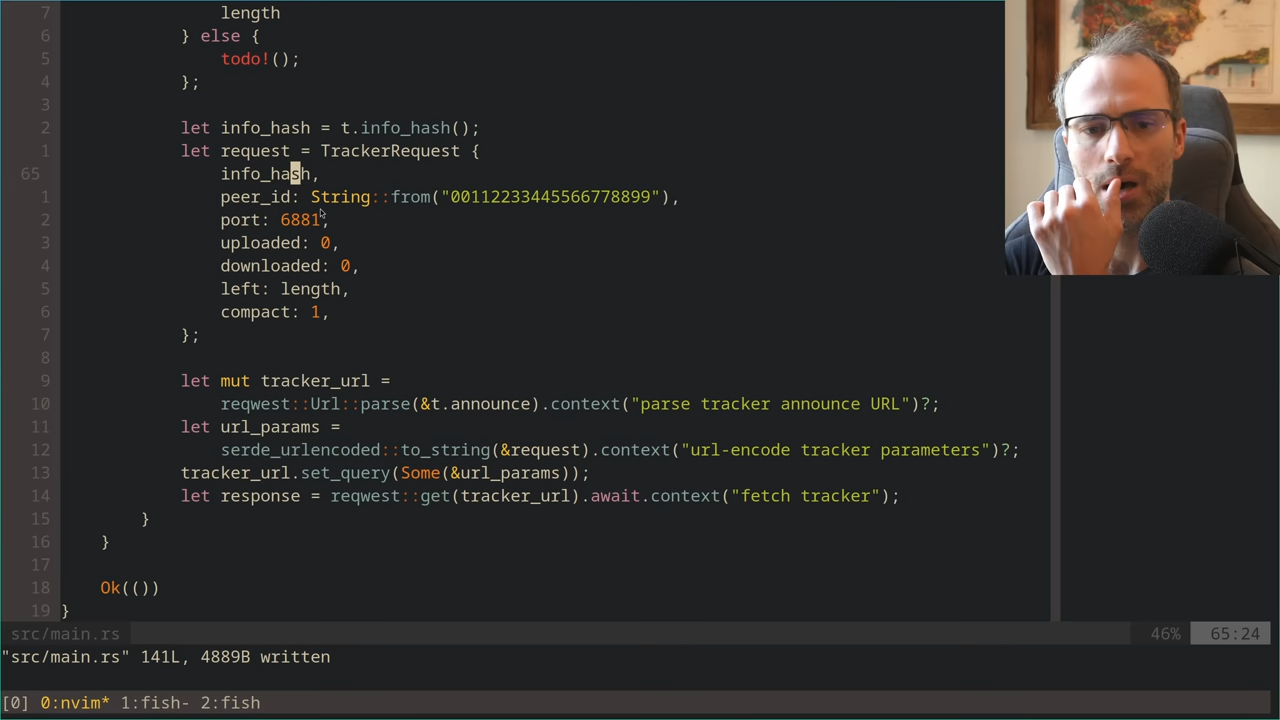 7 length
6 } else {
5 todo!();
4 };
3
2 let info_hash = t.info_hash();
1 let request = TrackerRequest {
65 info_hash,
1 peer_id: String::from("00112233445566778899"),
2 port: 6881,
3 uploaded: 0,
4 downloaded: 0,
5 left: length,
6 compact: 1,
7 };
8
9 let mut tracker_url =
10 reqwest::Url::parse(&t.announce).context("parse tracker announce URL")?;
11 let url_params =
12 serde_urlencoded::to_string(&request).context("url-encode tracker parameters")?;
13 tracker_url.set_query(Some(&url_params));
14 let response = reqwest::get(tracker_url).await.context("fetch tracker");
15 }
16 }
17
18 Ok(())
19 }
src/main.rs 46% 65:24
"src/main.rs" 141L, 4889B written
[0] 0:nvim* 1:fish- 2:fish